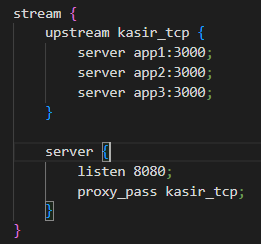 stream {
    upstream kasir_tcp {
        server app1:3000;
        server app2:3000;
        server app3:3000;
    }

    server {
        listen 8080;
        proxy_pass kasir_tcp;
    }
}